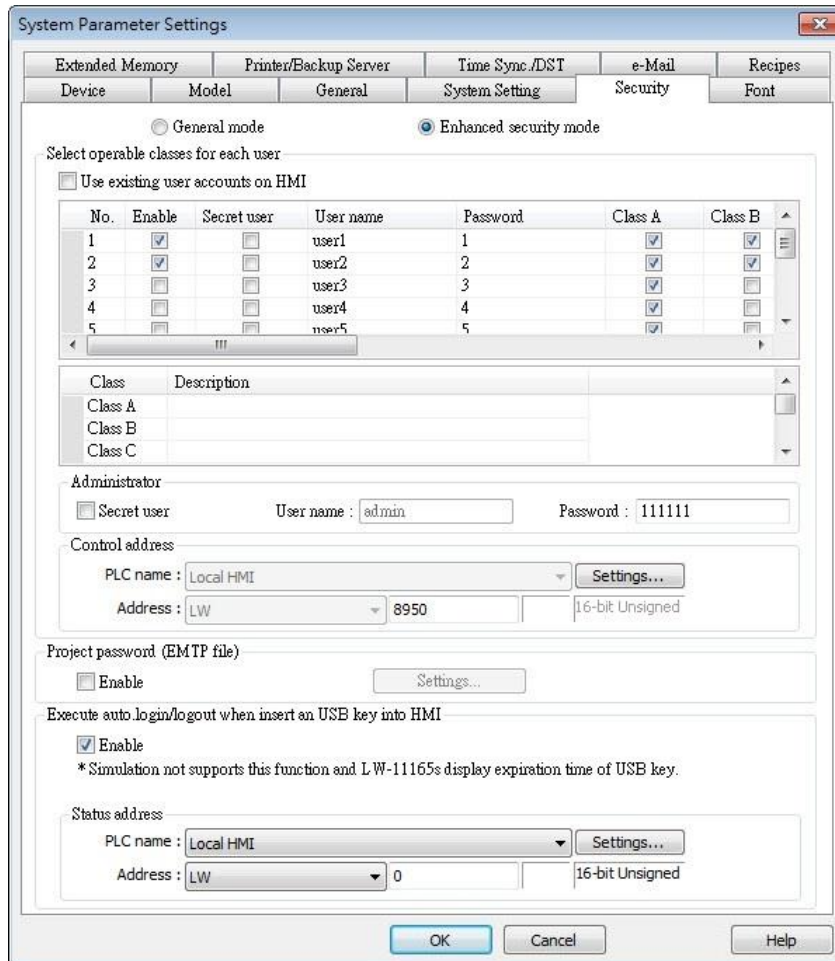 System Parameter Settings
Extended Memory Printer/Backup Server Time Sync./DST e-Mail Recipes
Device Model General System Setting Security Font
General mode Enhanced security mode
Select operable classes for each user
Use existing user accounts on HMI
No. Enable Secret user User name Password Class A Class B
1 user1 1
2 user2 2
3 user3 3
4 user4 4
5 user5 5
Class Description
Class A
Class B
Class C
Administrator
Secret user User name : admin Password : 111111
Control address
PLC name : Local HMI Settings...
Address : LW 8950 16-bit Unsigned
Project password (EMTP file)
Enable Settings...
Execute auto.login/logout when insert an USB key into HMI
Enable
* Simulation not supports this function and LW-11165s display expiration time of USB key.
Status address
PLC name : Local HMI Settings...
Address : LW 0 16-bit Unsigned
OK Cancel Help